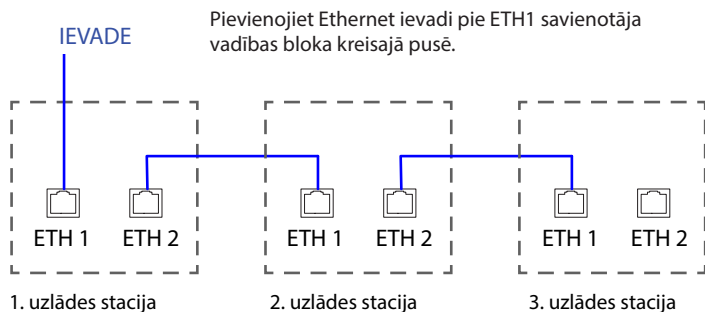 IEVADE
Pievienojiet Ethernet ievadi pie ETH1 savienotāja
vadības bloka kreisajā pusē.
ETH 1 ETH 2 ETH 1 ETH 2 ETH 1 ETH 2
1. uzlādes stacija 2. uzlādes stacija 3. uzlādes stacija